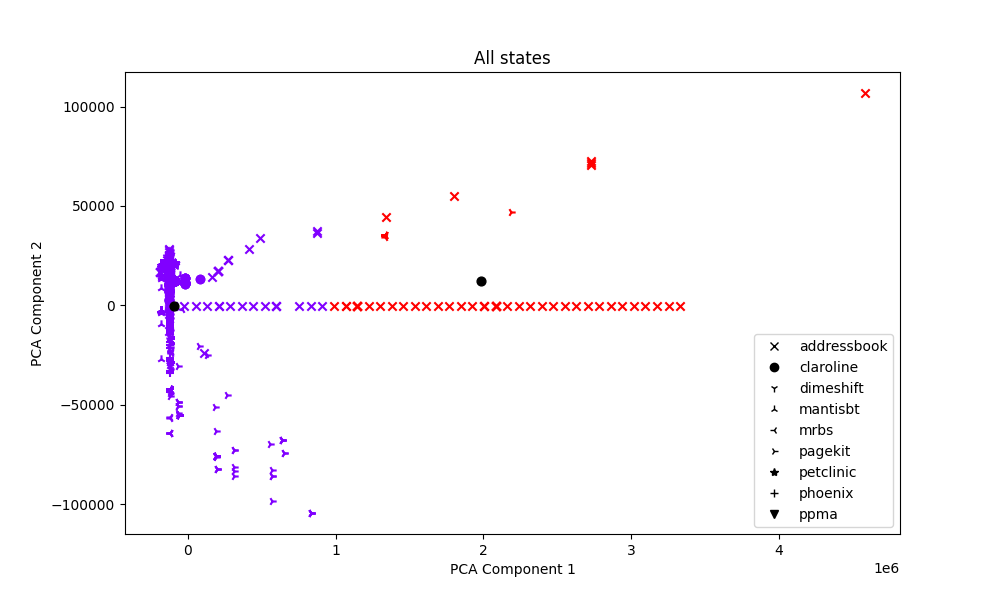 All states
100000
50000
0
−50000
−100000
PCA Component 2
0 1 2 3 4
1e6
PCA Component 1
addressbook
claroline
dimeshift
mantisbt
mrbs
pagekit
petclinic
phoenix
ppma